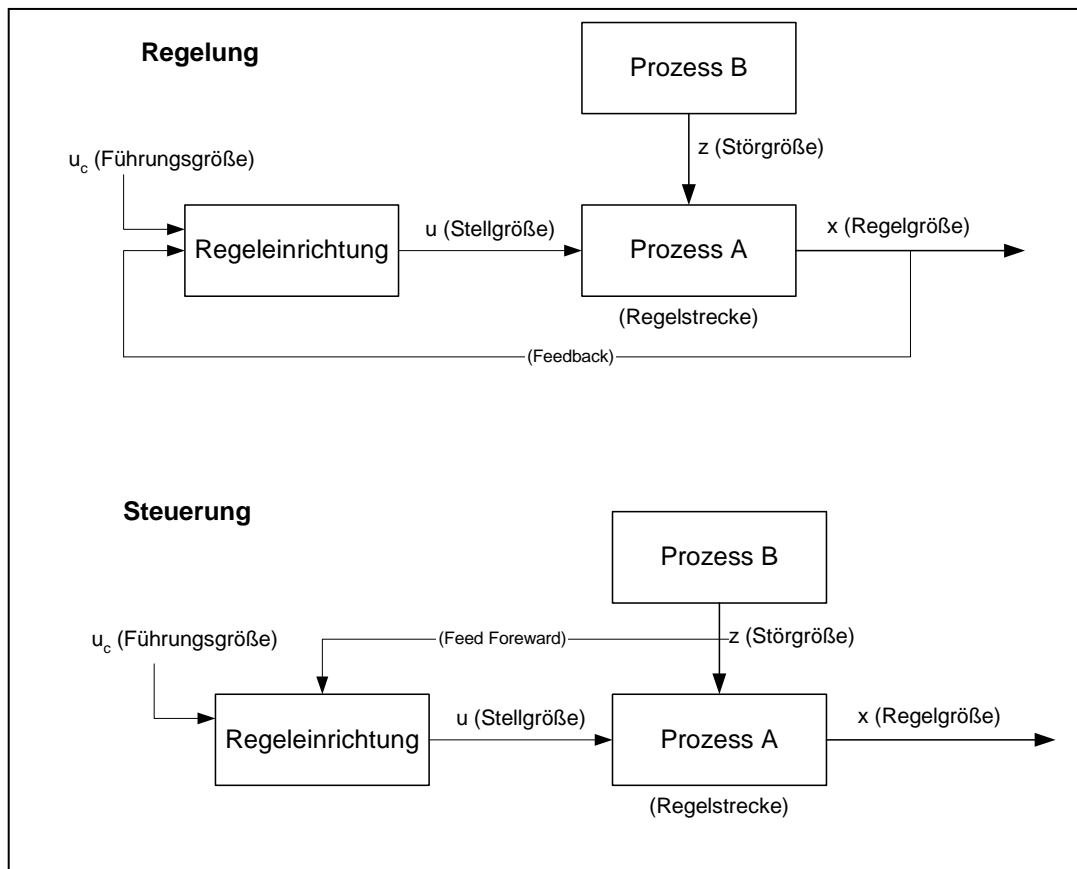 Regelung
Prozess B
z (Störgröße)
u_c (Führungsgröße)
Regeleinrichtung
u (Stellgröße)
Prozess A
x (Regelgröße)
(Regelstrecke)
(Feedback)
Steuerung
Prozess B
u_c (Führungsgröße)
(Feed Foreward)
z (Störgröße)
Regeleinrichtung
u (Stellgröße)
Prozess A
x (Regelgröße)
(Regelstrecke)